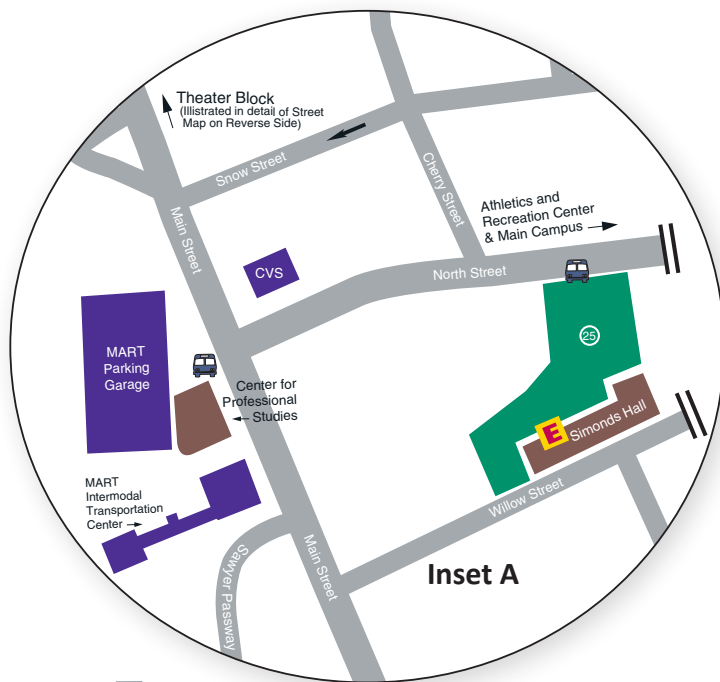 Theater Block
(Illustrated in detail of Street
Map on Reverse Side)
Snow Street
Cherry Street
Main Street
Athletics and
Recreation Center
& Main Campus
CVS
North Street
25
MART
Parking
Garage
Center for
Professional
Studies
E
Simonds Hall
MART
Intermodal
Transportation
Center
Willow Street
Sawyer Passway
Main Street
Inset A